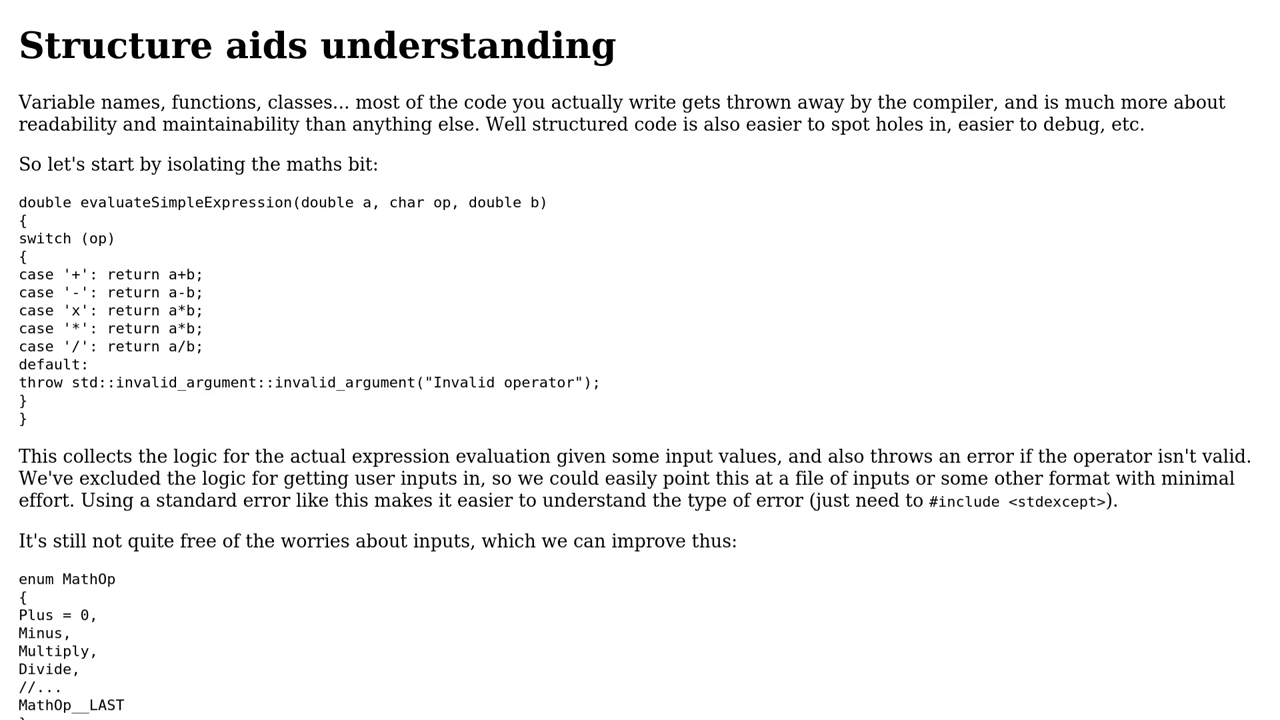 Structure aids understanding
Variable names, functions, classes... most of the code you actually write gets thrown away by the compiler, and is much more about
readability and maintainability than anything else. Well structured code is also easier to spot holes in, easier to debug, etc.
So let's start by isolating the maths bit:
double evaluateSimpleExpression(double a, char op, double b)
{
switch (op)
{
case '+': return a+b;
case '-': return a-b;
case 'x': return a*b;
case '*': return a*b;
case '/': return a/b;
default:
throw std::invalid_argument::invalid_argument("Invalid operator");
}
}
This collects the logic for the actual expression evaluation given some input values, and also throws an error if the operator isn't valid.
We've excluded the logic for getting user inputs in, so we could easily point this at a file of inputs or some other format with minimal
effort. Using a standard error like this makes it easier to understand the type of error (just need to #include <stdexcept>).
It's still not quite free of the worries about inputs, which we can improve thus:
enum MathOp
{
Plus = 0,
Minus,
Multiply,
Divide,
//...
MathOp__LAST